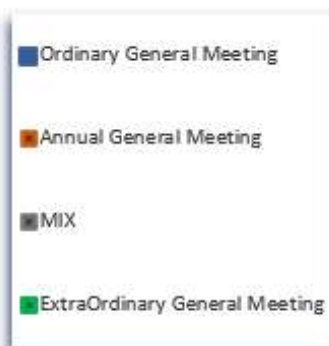 Ordinary General Meeting
Annual General Meeting
MIX
ExtraOrdinary General Meeting